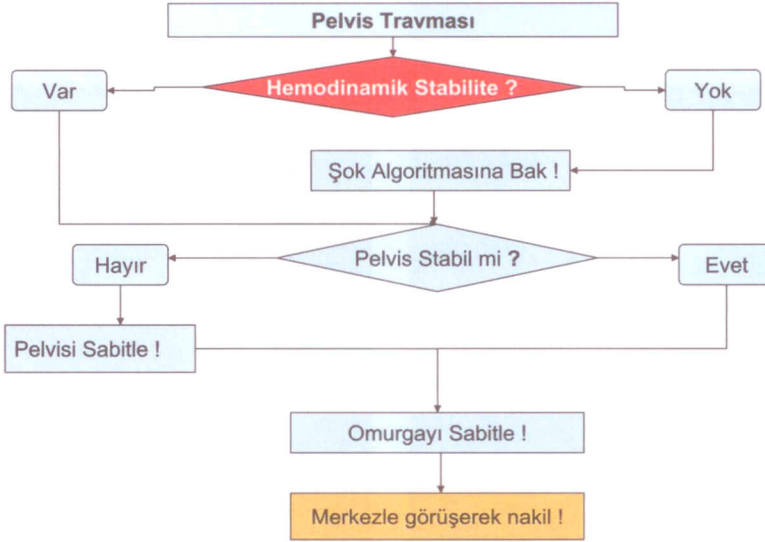 Pelvis Travması
Hemodinamik Stabilite ?
Var
Yok
Şok Algoritmasına Bak !
Pelvis Stabil mi ?
Hayır
Evet
Pelvisi Sabitle !
Omurgayı Sabitle !
Merkezle görüşerek nakil !